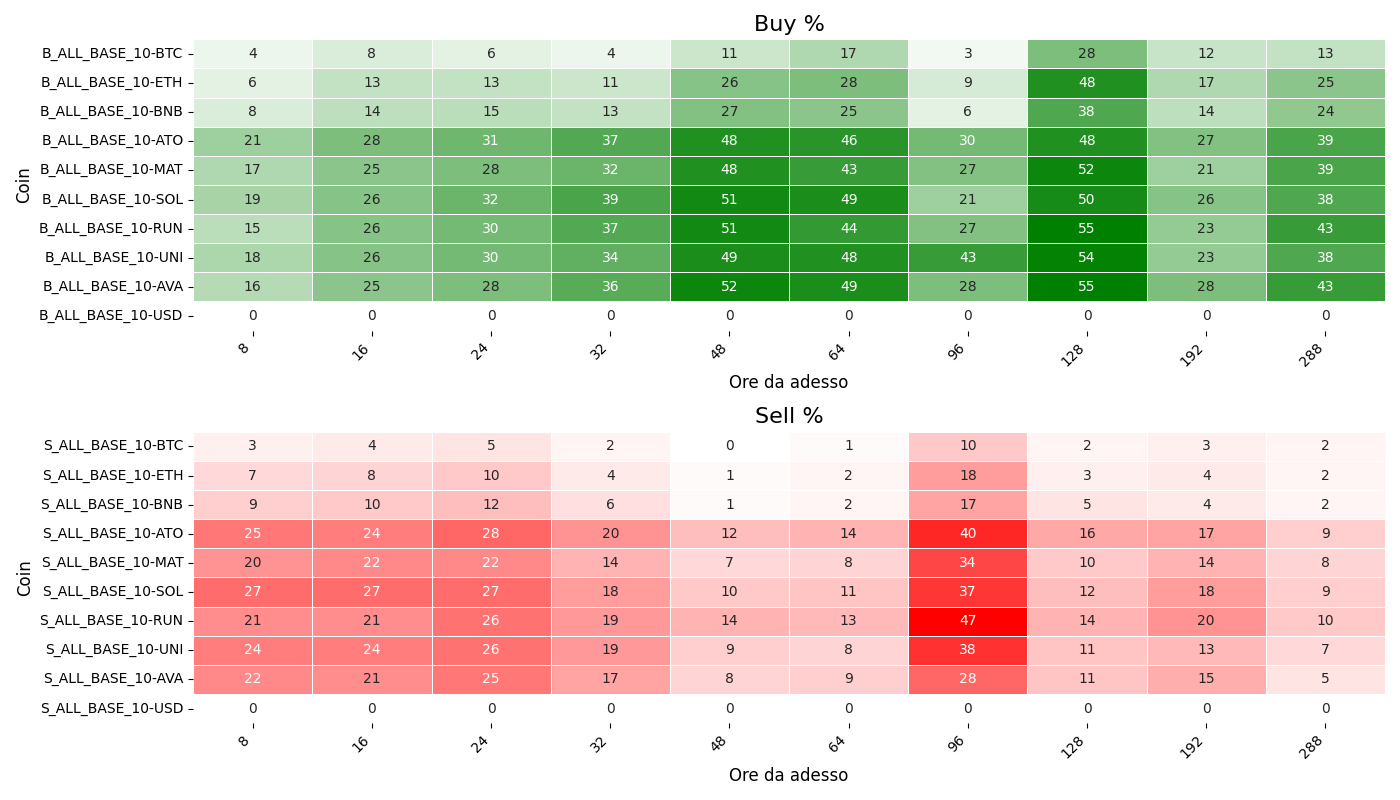 Buy %
Coin
B_ALL_BASE_10-BTC 4 8 6 4 11 17 3 28 12 13
B_ALL_BASE_10-ETH 6 13 13 11 26 28 9 48 17 25
B_ALL_BASE_10-BNB 8 14 15 13 27 25 6 38 14 24
B_ALL_BASE_10-ATO 21 28 31 37 48 46 30 48 27 39
B_ALL_BASE_10-MAT 17 25 28 32 48 43 27 52 21 39
B_ALL_BASE_10-SOL 19 26 32 39 51 49 21 50 26 38
B_ALL_BASE_10-RUN 15 26 30 37 51 44 27 55 23 43
B_ALL_BASE_10-UNI 18 26 30 34 49 48 43 54 23 38
B_ALL_BASE_10-AVA 16 25 28 36 52 49 28 55 28 43
B_ALL_BASE_10-USD 0 0 0 0 0 0 0 0 0 0
8 16 24 32 48 64 96 128 192 288
Ore da adesso
Sell %
Coin
S_ALL_BASE_10-BTC 3 4 5 2 0 1 10 2 3 2
S_ALL_BASE_10-ETH 7 8 10 4 1 2 18 3 4 2
S_ALL_BASE_10-BNB 9 10 12 6 1 2 17 5 4 2
S_ALL_BASE_10-ATO 25 24 28 20 12 14 40 16 17 9
S_ALL_BASE_10-MAT 20 22 22 14 7 8 34 10 14 8
S_ALL_BASE_10-SOL 27 27 27 18 10 11 37 12 18 9
S_ALL_BASE_10-RUN 21 21 26 19 14 13 47 14 20 10
S_ALL_BASE_10-UNI 24 24 26 19 9 8 38 11 13 7
S_ALL_BASE_10-AVA 22 21 25 17 8 9 28 11 15 5
S_ALL_BASE_10-USD 0 0 0 0 0 0 0 0 0 0
8 16 24 32 48 64 96 128 192 288
Ore da adesso